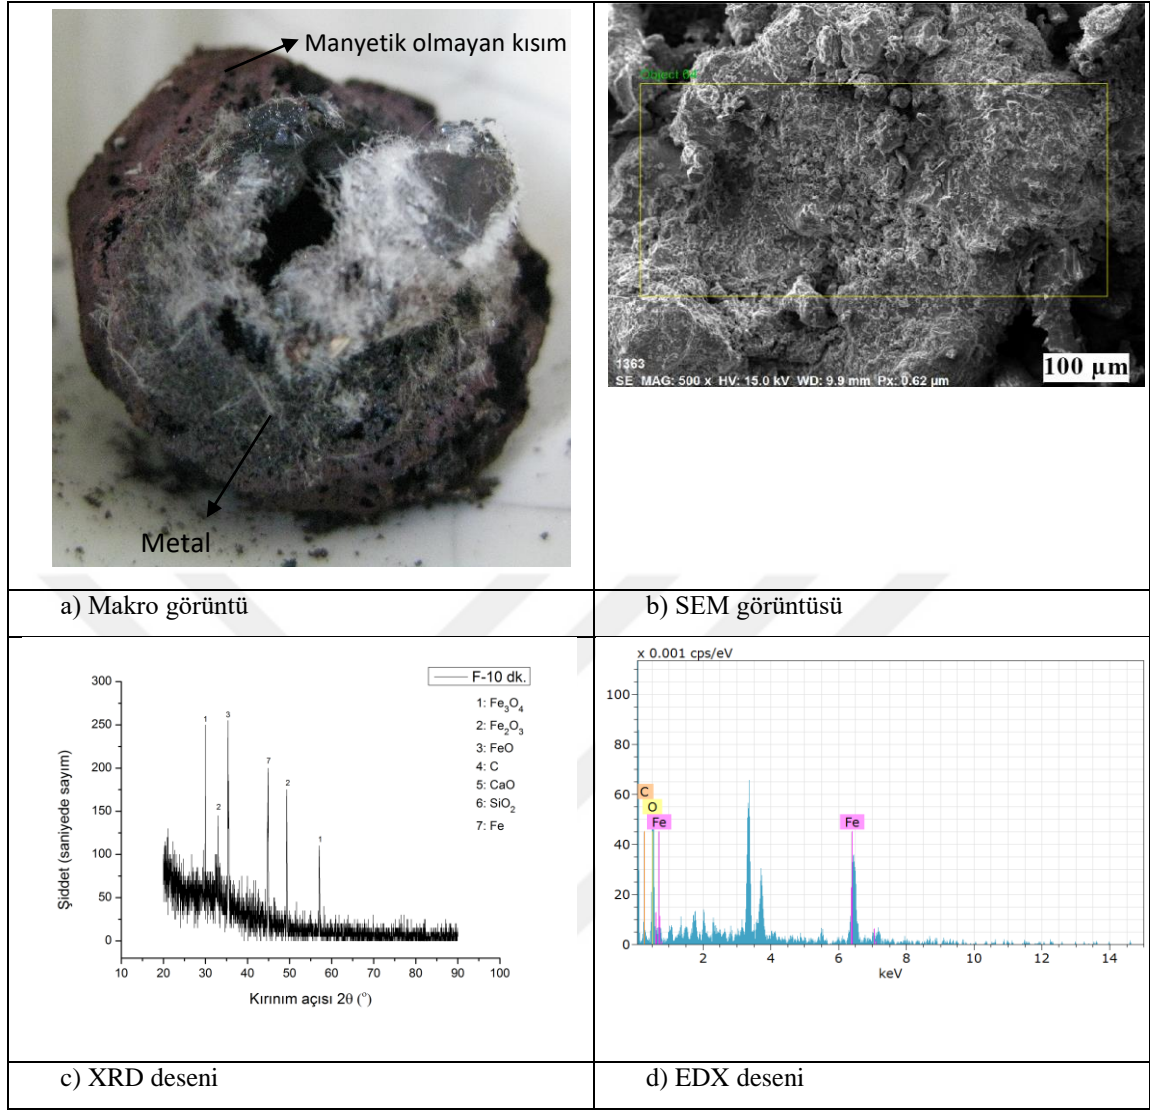 Manyetik olmayan kısım
Metal
Object 64
1363
SE MAG: 500 x HV: 15.0 kV WD: 9.9 mm Px: 0.62 µm
100 µm
a) Makro görüntü
b) SEM görüntüsü
300
250
200
150
100
50
0
Şiddet (saniyede sayım)
10 20 30 40 50 60 70 80 90 100
Kırınım açısı 2θ (°)
1
2
3
7
2
1
F-10 dk.
1: Fe₃O₄
2: Fe₂O₃
3: FeO
4: C
5: CaO
6: SiO₂
7: Fe
x 0.001 cps/eV
100
80
60
40
20
0
C
O
Fe
Fe
2 4 6 8 10 12 14
keV
c) XRD deseni
d) EDX deseni